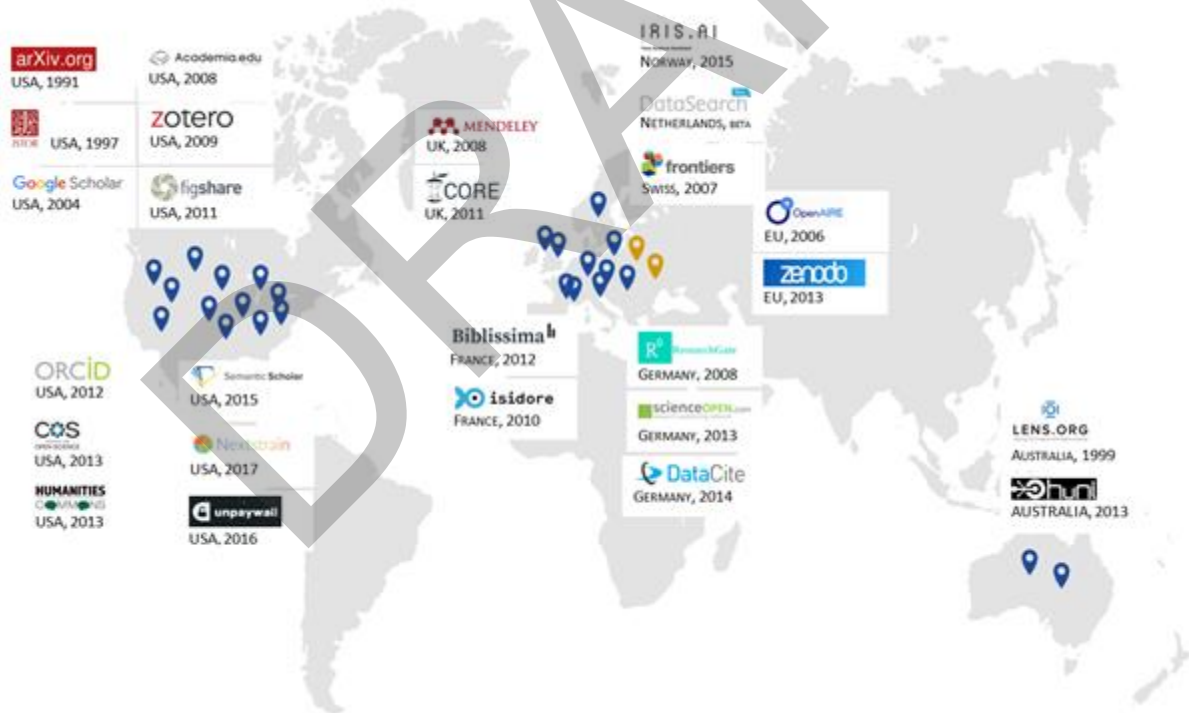 arXiv.org
USA, 1991
Academia.edu
USA, 2008
JSTOR
USA, 1997
zotero
USA, 2009
Google Scholar
USA, 2004
figshare
USA, 2011
MENDELEY
UK, 2008
CORE
UK, 2011
IRIS.AI
NORWAY, 2015
DataSearch
NETHERLANDS, BETA
frontiers
SWISS, 2007
OpenAIRE
EU, 2006
zenodo
EU, 2013
ORCID
USA, 2012
Semantic Scholar
USA, 2015
COS
OPEN SCIENCE
USA, 2013
Nextstrain
USA, 2017
HUMANITIES
COMMONS
USA, 2013
unpaywall
USA, 2016
Biblissima
FRANCE, 2012
isidore
FRANCE, 2010
R^G ResearchGate
GERMANY, 2008
scienceOPEN.com
GERMANY, 2013
DataCite
GERMANY, 2014
LENS.ORG
AUSTRALIA, 1999
huni
AUSTRALIA, 2013